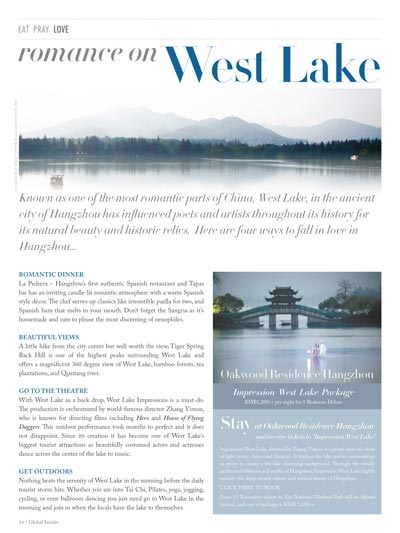 EAT PRAY LOVE
romance on West Lake
Known as one of the most romantic parts of China, West Lake, in the ancient
city of Hangzhou has influenced poets and artists throughout its history for
its natural beauty and historic relics. Here are four ways to fall in love in
Hangzhou...
ROMANTIC DINNER
La Pedrera – Hangzhou's first authentic Spanish restaurant and Tapas
bar has an inviting candle-lit romantic atmosphere with a warm Spanish
style décor. The chef serves up classics like irresistible paella for two, and
Spanish ham that melts in your mouth. Don't forget the Sangria as it's
homemade and sure to please the most discerning of oenophiles.
BEAUTIFUL VIEWS
A little hike from the city center but well worth the view, Tiger Spring
Back Hill is one of the highest peaks surrounding West Lake and
offers a magnificent 360 degree view of West Lake, bamboo forests, tea
plantations, and Qiantang river.
GO TO THE THEATRE
With West Lake as a back drop, West Lake Impressions is a must-do.
The production is orchestrated by world-famous director Zhang Yimou,
who is known for directing films including Hero and House of Flying
Daggers. This outdoor performance took months to perfect and it does
not disappoint. Since its creation it has become one of West Lake's
biggest tourist attractions as beautifully costumed actors and actresses
dance across the center of the lake to music.
GET OUTDOORS
Nothing beats the serenity of West Lake in the morning before the daily
tourist storm hits. Whether you are into Tai Chi, Pilates, yoga, jogging,
cycling, or even ballroom dancing you just need go to West Lake in the
morning and join in when the locals have the lake to themselves.
Oakwood Residence Hangzhou
Impression West Lake Package
per night for 1 Bedroom Deluxe
Stay at Oakwood Residence Hangzhou
and receive tickets to "Impression West Lake"
Impression West Lake, directed by Zhang Yimou, is a grand open-air show
of light, music, dance and theatrics. It deploys the lake and its surroundings
as props to create a life-like charming background. Through the
performed folklores and myths of Hangzhou, Impression West Lake highly
exhibits the deep-rooted culture and natural beauty of Hangzhou.
CLICK HERE TO BOOK
From 15 November tickets to Xixi National Wetland Park will be offered
instead, and cost of package is RMB
24 / Global Insider